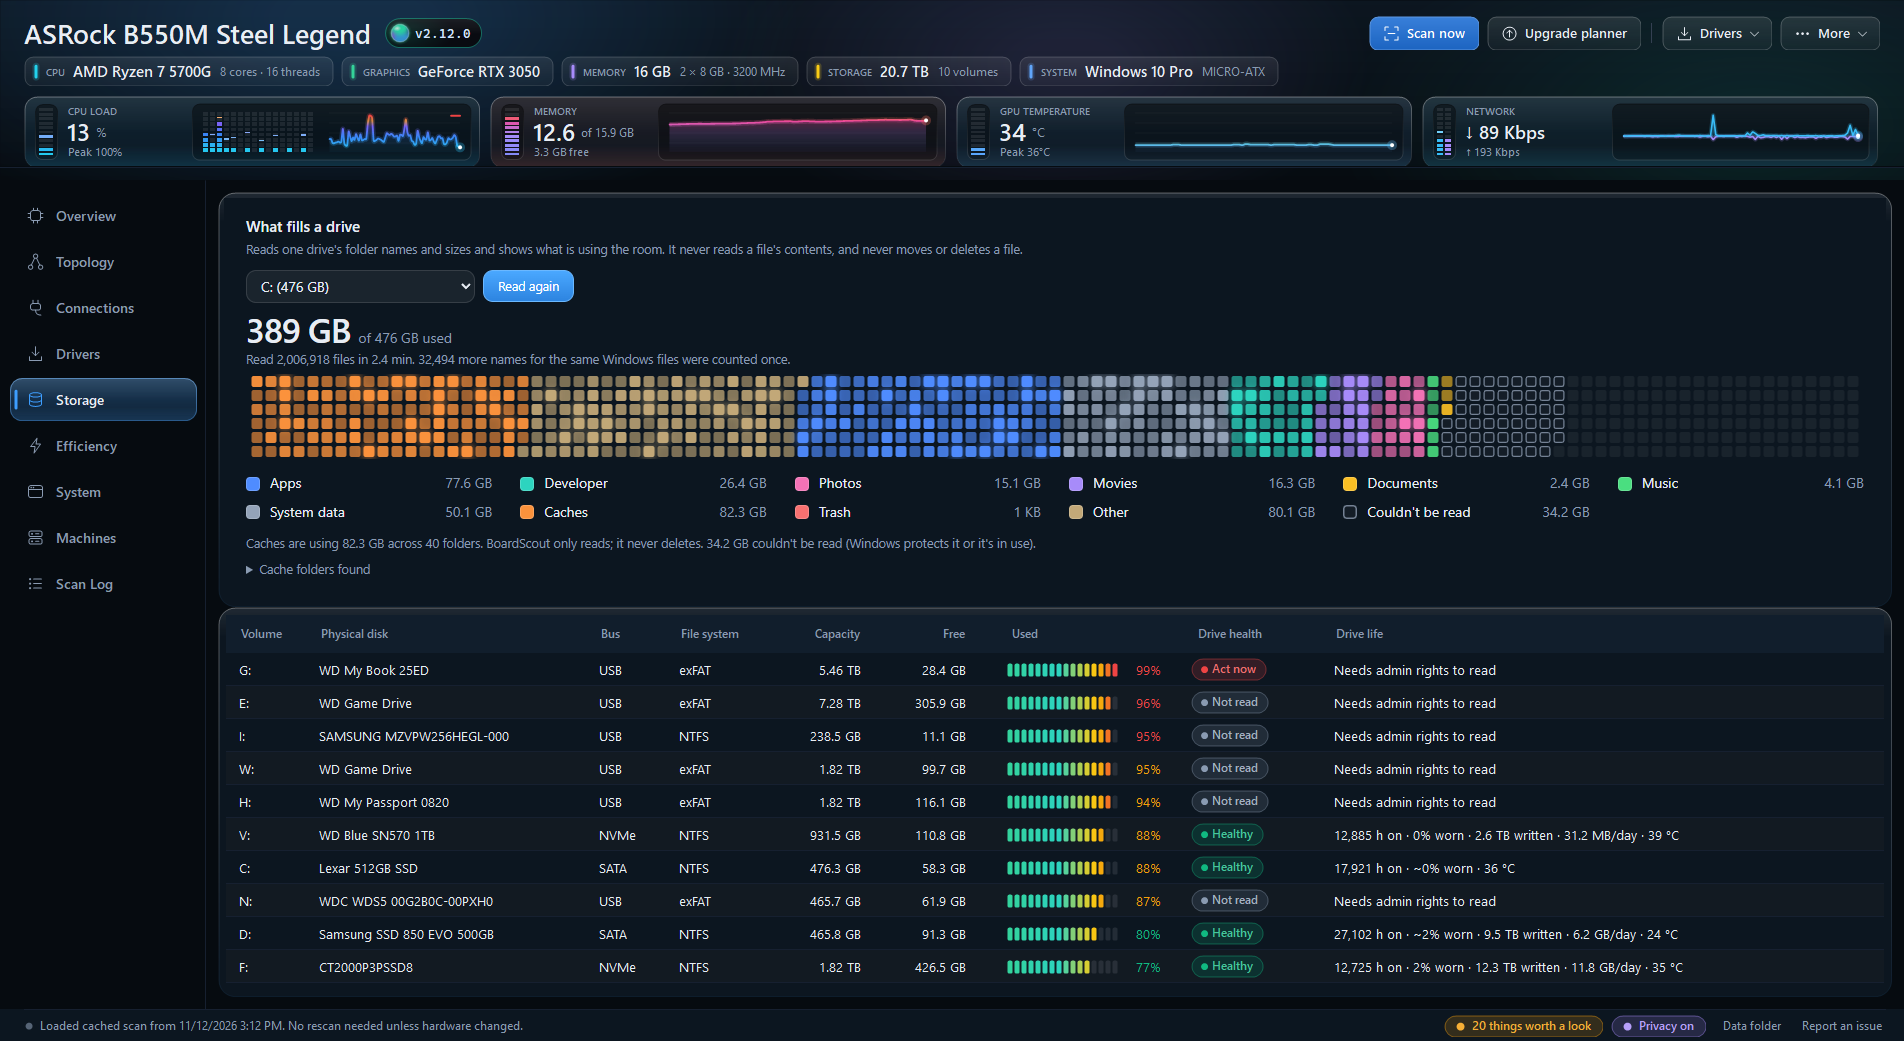 ASRock B550M Steel Legend v2.12.0
Scan now Upgrade planner Drivers More
CPU AMD Ryzen 7 5700G 8 cores · 16 threads GRAPHICS GeForce RTX 3050 MEMORY 16 GB 2 × 8 GB · 3200 MHz STORAGE 20.7 TB 10 volumes SYSTEM Windows 10 Pro MICRO-ATX
CPU LOAD
13 %
Peak 100%
MEMORY
12.6 of 15.9 GB
3.3 GB free
GPU TEMPERATURE
34 °C
Peak 36°C
NETWORK
↓ 89 Kbps
↑ 193 Kbps
Overview
Topology
Connections
Drivers
Storage
Efficiency
System
Machines
Scan Log
What fills a drive
Reads one drive's folder names and sizes and shows what is using the room. It never reads a file's contents, and never moves or deletes a file.
C: (476 GB) Read again
389 GB of 476 GB used
Read 2,006,918 files in 2.4 min. 32,494 more names for the same Windows files were counted once.
Apps 77.6 GB Developer 26.4 GB Photos 15.1 GB Movies 16.3 GB Documents 2.4 GB Music 4.1 GB
System data 50.1 GB Caches 82.3 GB Trash 1 KB Other 80.1 GB Couldn't be read 34.2 GB
Caches are using 82.3 GB across 40 folders. BoardScout only reads; it never deletes. 34.2 GB couldn't be read (Windows protects it or it's in use).
Cache folders found
Volume Physical disk Bus File system Capacity Free Used Drive health Drive life
G: WD My Book 25ED USB exFAT 5.46 TB 28.4 GB 99% Act now Needs admin rights to read
E: WD Game Drive USB exFAT 7.28 TB 305.9 GB 96% Not read Needs admin rights to read
I: SAMSUNG MZVPW256HEGL-000 USB NTFS 238.5 GB 11.1 GB 95% Not read Needs admin rights to read
W: WD Game Drive USB exFAT 1.82 TB 99.7 GB 95% Not read Needs admin rights to read
H: WD My Passport 0820 USB exFAT 1.82 TB 116.1 GB 94% Not read Needs admin rights to read
V: WD Blue SN570 1TB NVMe NTFS 931.5 GB 110.8 GB 88% Healthy 12,885 h on · 0% worn · 2.6 TB written · 31.2 MB/day · 39 °C
C: Lexar 512GB SSD SATA NTFS 476.3 GB 58.3 GB 88% Healthy 17,921 h on · ~0% worn · 36 °C
N: WDC WDS5 00G2B0C-00PXH0 USB exFAT 465.7 GB 61.9 GB 87% Not read Needs admin rights to read
D: Samsung SSD 850 EVO 500GB SATA NTFS 465.8 GB 91.3 GB 80% Healthy 27,102 h on · ~2% worn · 9.5 TB written · 6.2 GB/day · 24 °C
F: CT2000P3PSSD8 NVMe NTFS 1.82 TB 426.5 GB 77% Healthy 12,725 h on · 2% worn · 12.3 TB written · 11.8 GB/day · 35 °C
Loaded cached scan from 11/12/2026 3:12 PM. No rescan needed unless hardware changed.
20 things worth a look Privacy on Data folder Report an issue